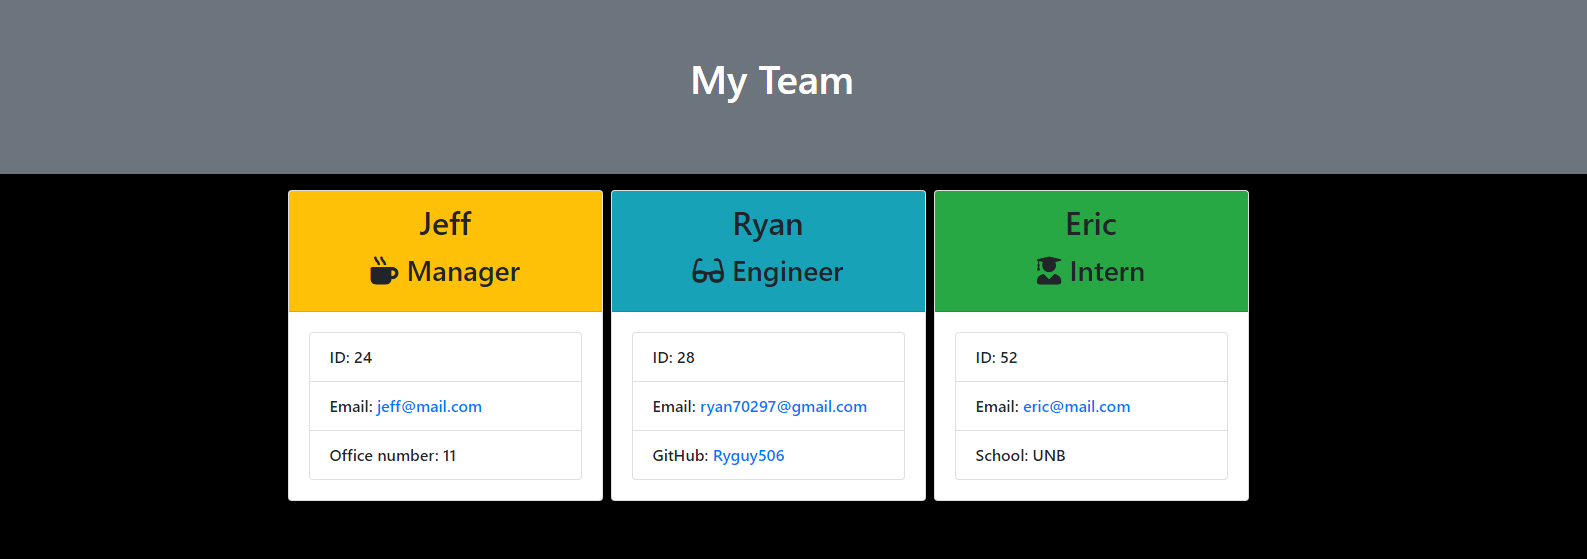 My Team
Jeff
Manager
ID: 24
Email: jeff@mail.com
Office number: 11
Ryan
Engineer
ID: 28
Email: ryan70297@gmail.com
GitHub: Ryguy506
Eric
Intern
ID: 52
Email: eric@mail.com
School: UNB